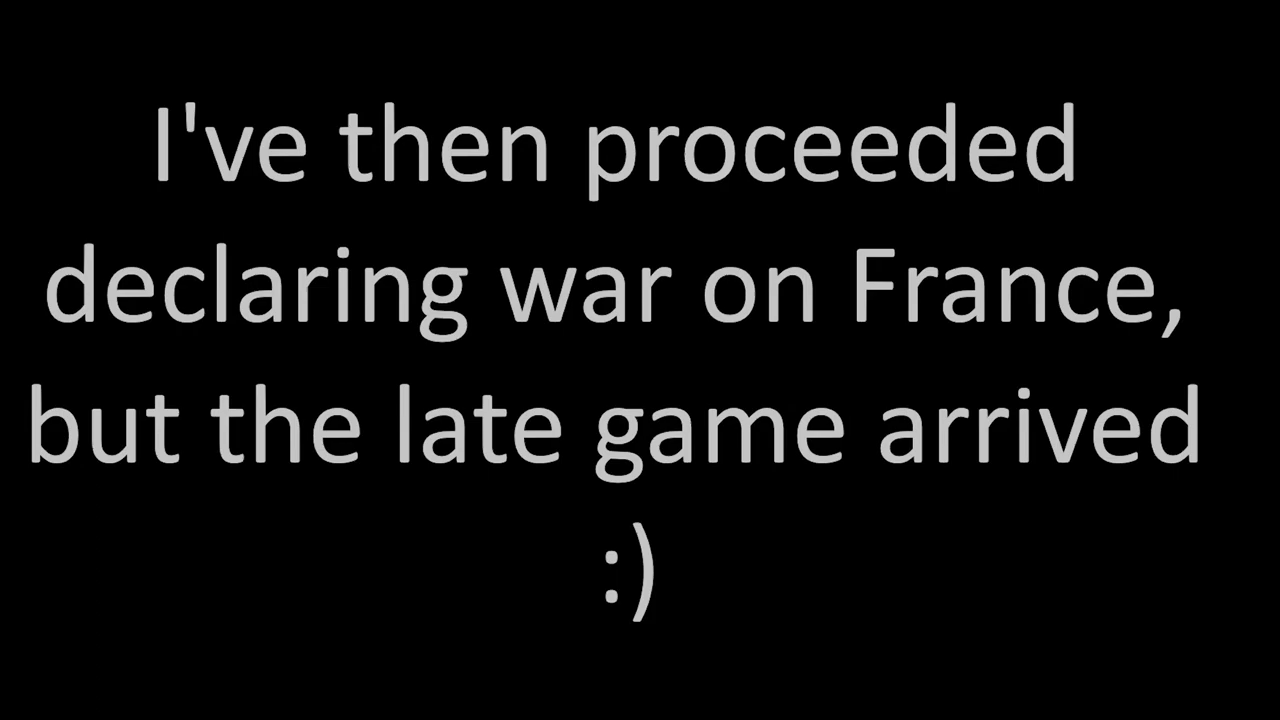 I've then proceeded
declaring war on France,
but the late game arrived
:)